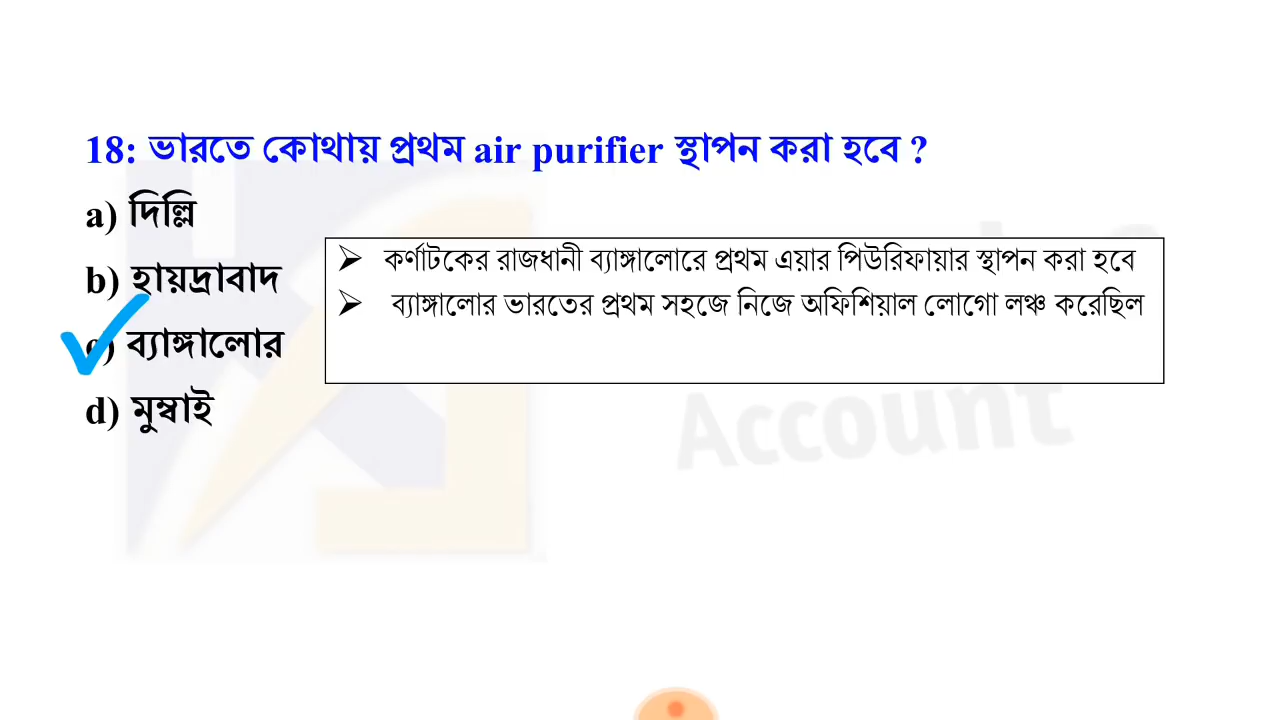 18: ভারতে কোথায় প্রথম air purifier স্থাপন করা হবে ?
a) দিল্লি
b) হায়দ্রাবাদ
c) ব্যাঙ্গালোর
d) মুম্বাই
➢ কর্ণাটকের রাজধানী ব্যাঙ্গালোরে প্রথম এয়ার পিউরিফায়ার স্থাপন করা হবে
➢ ব্যাঙ্গালোর ভারতের প্রথম সহজে নিজে অফিশিয়াল লোগো লঞ্চ করেছিল
Account